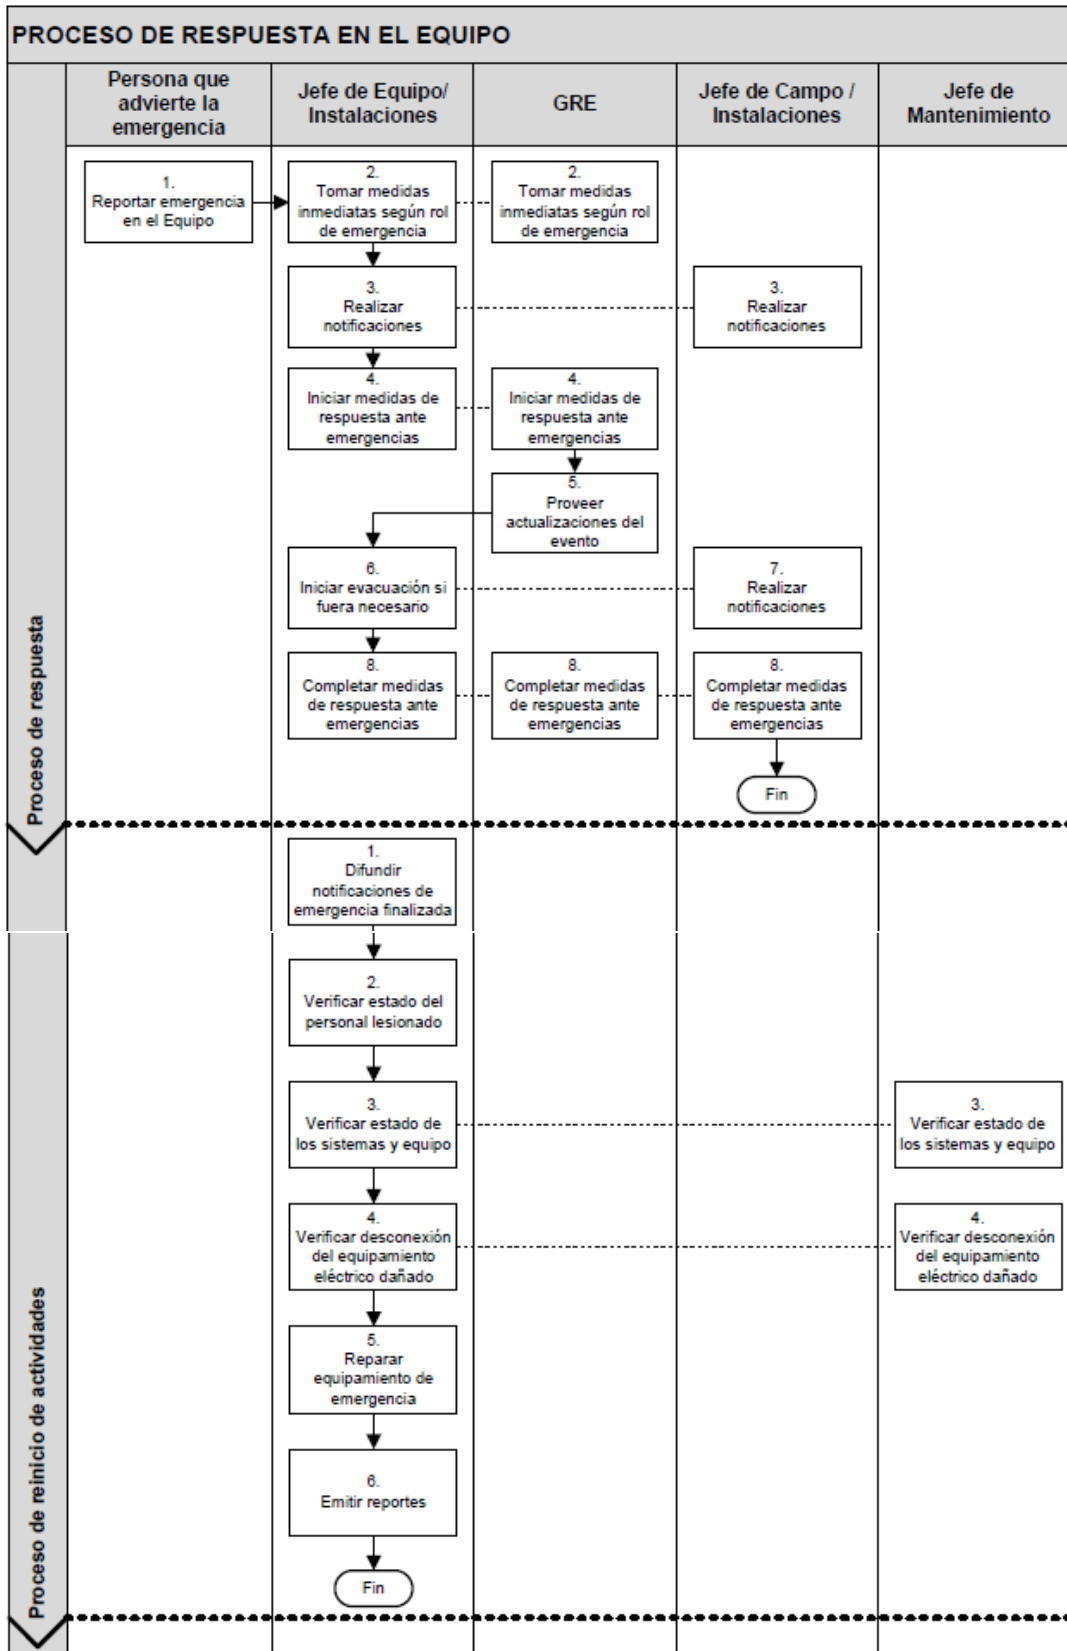 PROCESO DE RESPUESTA EN EL EQUIPO
Persona que
advierte la
emergencia
Jefe de Equipo/
Instalaciones
GRE
Jefe de Campo /
Instalaciones
Jefe de
Mantenimiento
Proceso de respuesta
1.
Reportar emergencia
en el Equipo
2.
Tomar medidas
inmediatas según rol
de emergencia
2.
Tomar medidas
inmediatas según rol
de emergencia
3.
Realizar
notificaciones
3.
Realizar
notificaciones
4.
Iniciar medidas de
respuesta ante
emergencias
4.
Iniciar medidas de
respuesta ante
emergencias
5.
Proveer
actualizaciones del
evento
6.
Iniciar evacuación si
fuera necesario
7.
Realizar
notificaciones
8.
Completar medidas
de respuesta ante
emergencias
8.
Completar medidas
de respuesta ante
emergencias
8.
Completar medidas
de respuesta ante
emergencias
Fin
Proceso de reinicio de actividades
1.
Difundir
notificaciones de
emergencia finalizada
2.
Verificar estado del
personal lesionado
3.
Verificar estado de
los sistemas y equipo
3.
Verificar estado de
los sistemas y equipo
4.
Verificar desconexión
del equipamiento
eléctrico dañado
4.
Verificar desconexión
del equipamiento
eléctrico dañado
5.
Reparar
equipamiento de
emergencia
6.
Emitir reportes
Fin